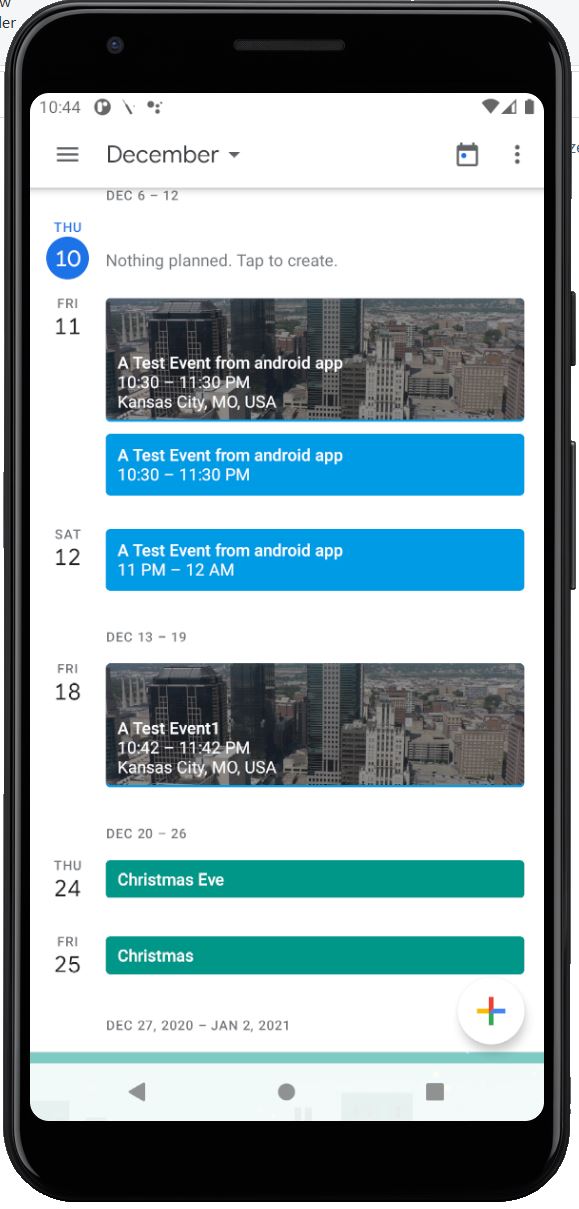 w
ler
10:44
December
DEC 6 – 12
THU
10
Nothing planned. Tap to create.
FRI
11
A Test Event from android app
10:30 – 11:30 PM
Kansas City, MO, USA
A Test Event from android app
10:30 – 11:30 PM
SAT
12
A Test Event from android app
11 PM – 12 AM
DEC 13 – 19
FRI
18
A Test Event1
10:42 – 11:42 PM
Kansas City, MO, USA
DEC 20 – 26
THU
24
Christmas Eve
FRI
25
Christmas
DEC 27, 2020 – JAN 2, 2021